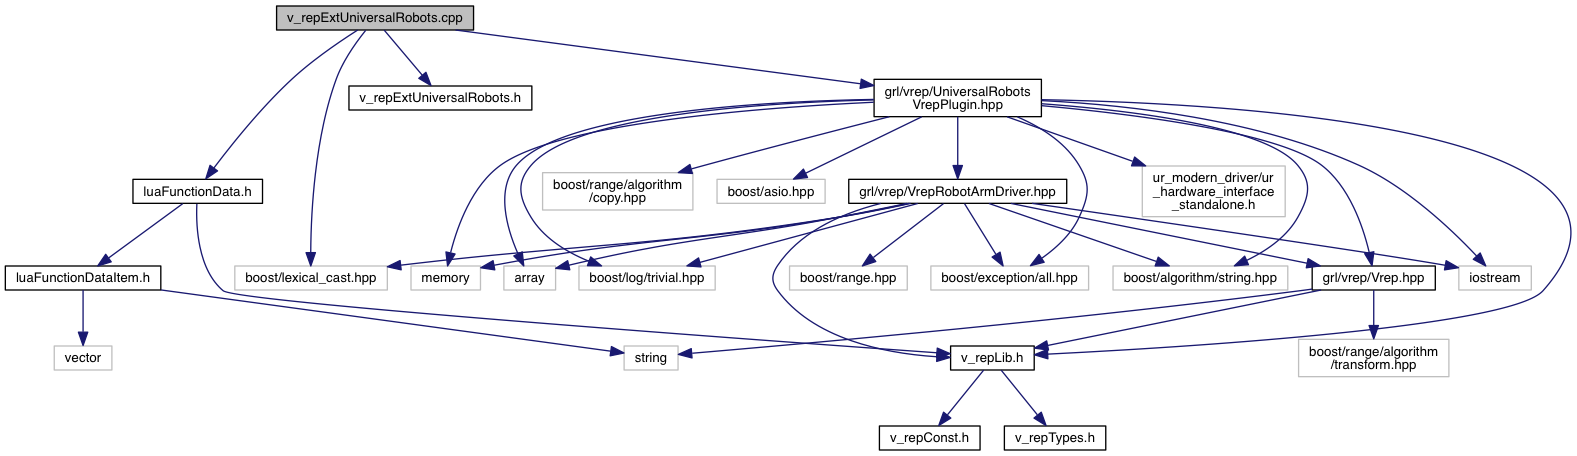 v_repExtUniversalRobots.cpp
v_repExtUniversalRobots.h
grl/vrep/UniversalRobots
VrepPlugin.hpp
luaFunctionData.h
boost/range/algorithm
/copy.hpp
boost/asio.hpp
grl/vrep/VrepRobotArmDriver.hpp
ur_modern_driver/ur
_hardware_interface
_standalone.h
luaFunctionDataItem.h
boost/lexical_cast.hpp
memory
array
boost/log/trivial.hpp
boost/range.hpp
boost/exception/all.hpp
boost/algorithm/string.hpp
grl/vrep/Vrep.hpp
iostream
vector
string
v_repLib.h
boost/range/algorithm
/transform.hpp
v_repConst.h
v_repTypes.h